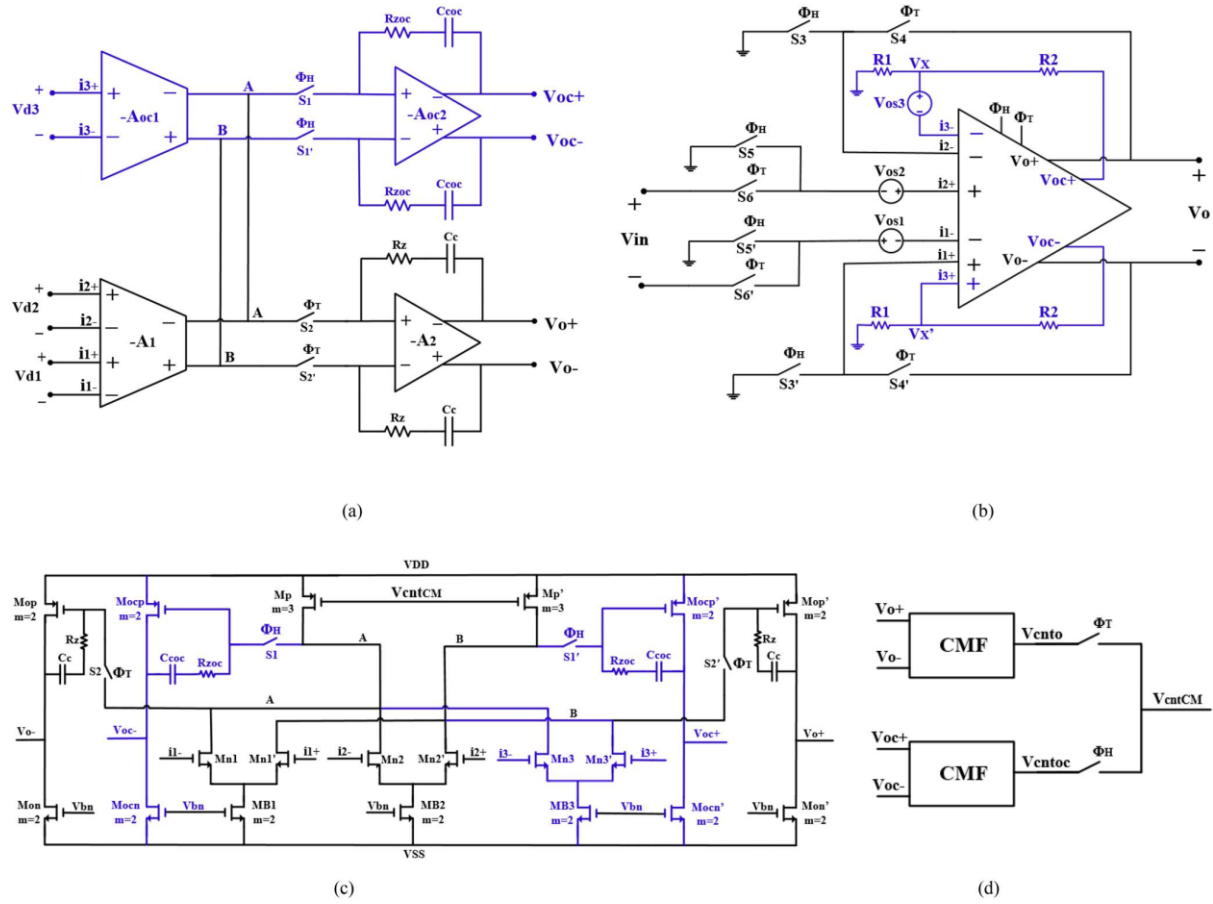 Rzoc Ccoc
Vd3 + i3+ + − A ΦH S1 + − Voc+
-Aoc1 -Aoc2
− i3- − + B ΦH S1' − + Voc-
Rzoc Ccoc
Rz Cc
Vd2 + i2+ + − A ΦT S2 + − Vo+
− i2- − -A1 -A2
Vd1 + i1+ + + B ΦT S2' − + Vo-
− i1- −
Rz Cc
(a)
ΦH S3 ΦT S4
R1 Vx R2
Vos3 + −
ΦH ΦT
i3- −
i2- − Vo+
ΦH S5 Voc+
+ ΦT S6 Vos2 − + i2+ + +
Vin ΦH S5' Vos1 − + i1- − Vo
Voc-
− ΦT S6' i1+ + Vo- −
i3+ +
R1 Vx' R2
ΦH S3' ΦT S4'
(b)
VDD
Mop m=2 Mocp m=2 Mp m=3 VcntCM Mp' m=3 Mocp' m=2 Mop' m=2
Rz Cc S2 ΦT Ccoc Rzoc ΦH S1 A B ΦH S1' Rzoc Ccoc S2' ΦT Rz Cc
A B
Vo- Voc- i1- Mn1 Mn1' i1+ i2- Mn2 Mn2' i2+ i3- Mn3 Mn3' i3+ Voc+ Vo+
Mon m=2 Vbn Mocn m=2 Vbn MB1 m=2 Vbn MB2 m=2 MB3 m=2 Vbn Mocn' m=2 Vbn Mon' m=2
VSS
(c)
Vo+ CMF Vcnto ΦT
Vo-
VcntCM
Voc+ CMF Vcntoc ΦH
Voc-
(d)